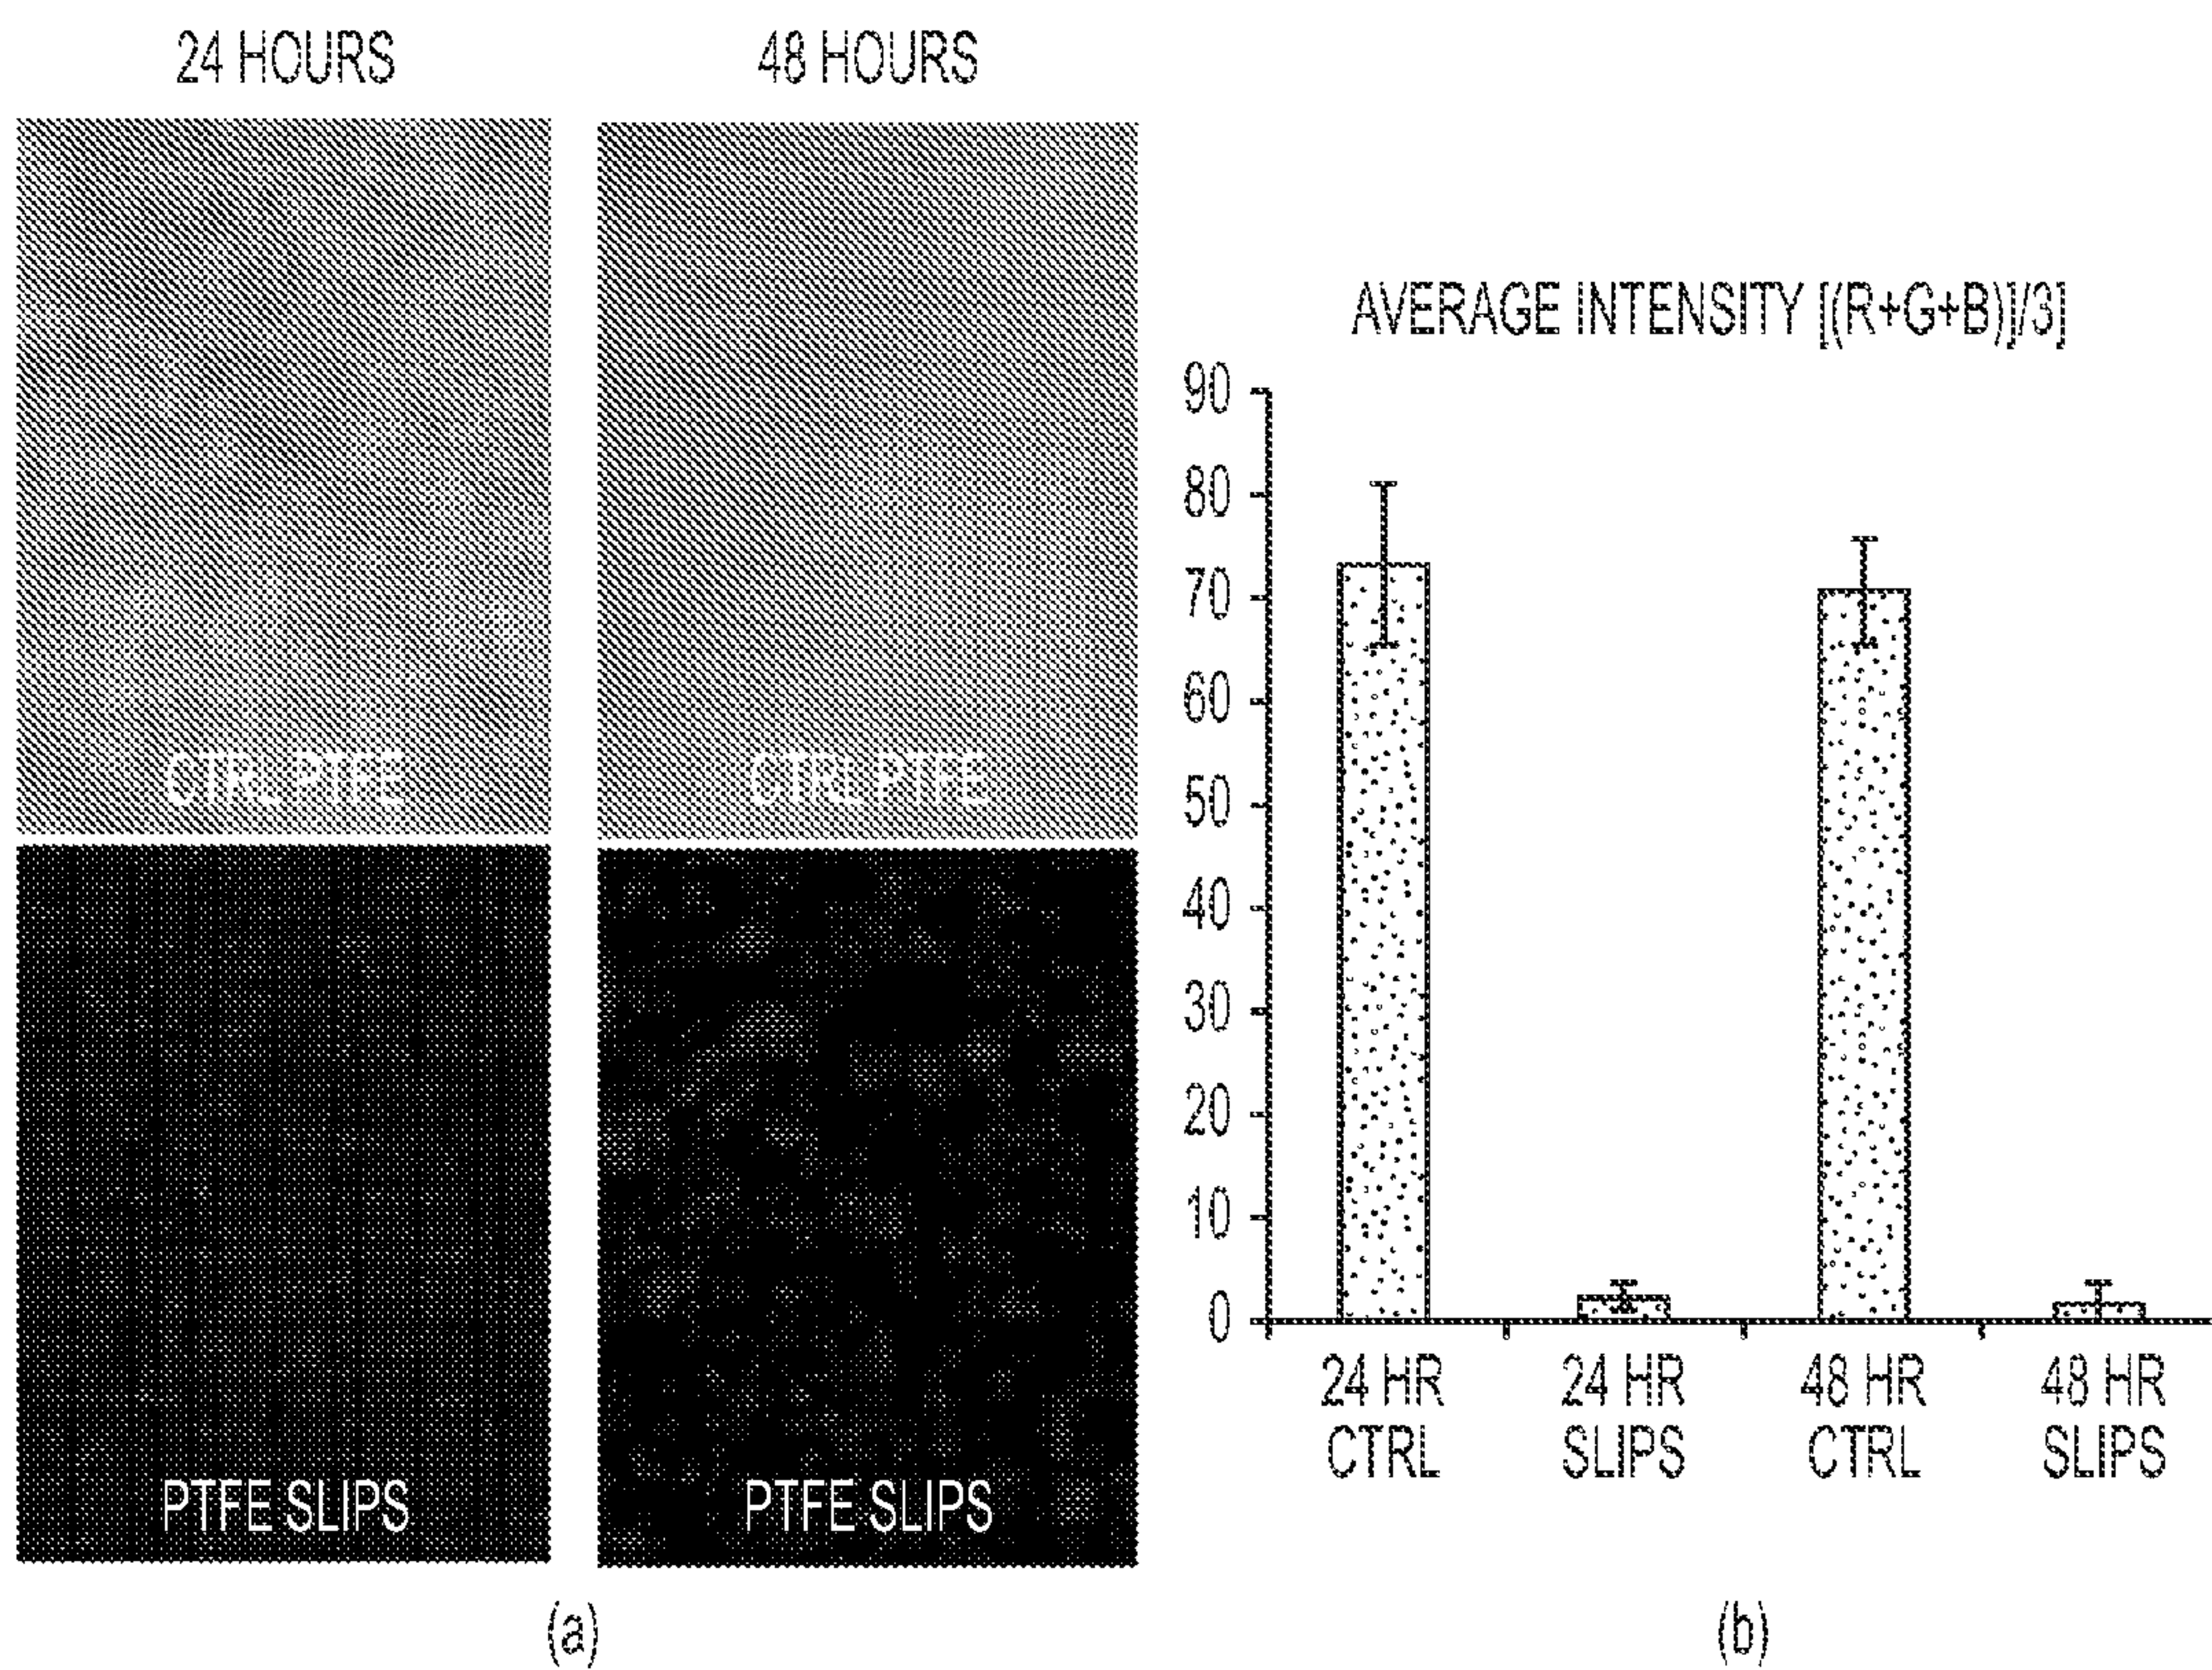 24 HOURS
48 HOURS
CTRL PTFE
CTRL PTFE
PTFE SLIPS
PTFE SLIPS
(a)
AVERAGE INTENSITY [(R+G+B)]/3]
90
80
70
60
50
40
30
20
10
0
24 HR
CTRL
24 HR
SLIPS
48 HR
CTRL
48 HR
SLIPS
(b)